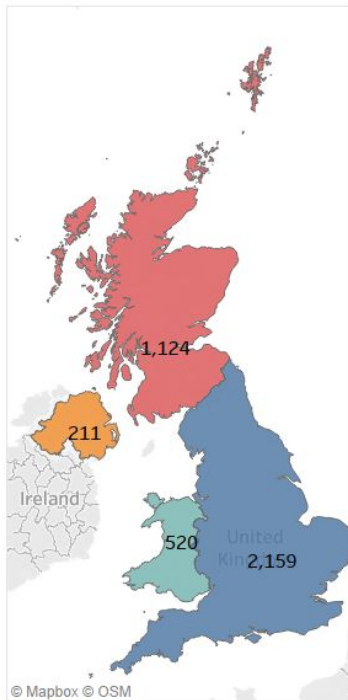 1,124
211
Ireland
520
United
Kingdom
2,159
© Mapbox © OSM